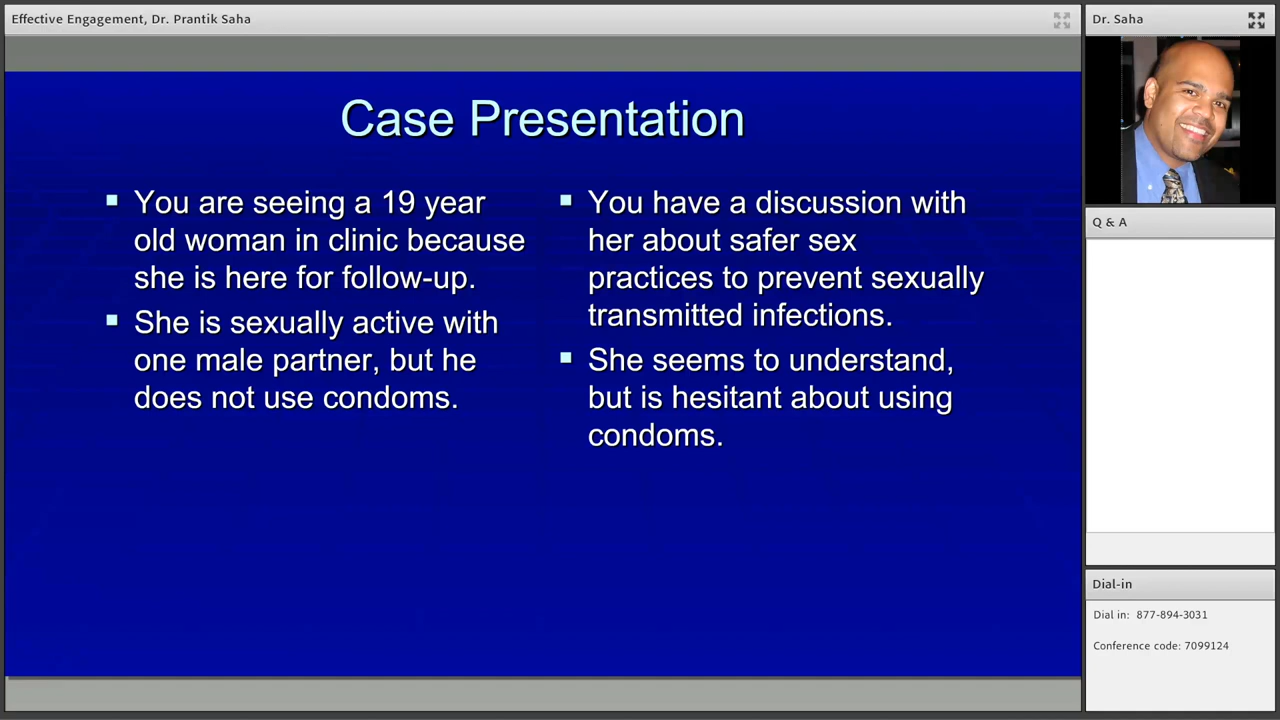 Effective Engagement, Dr. Prantik Saha
Case Presentation
You are seeing a 19 year
old woman in clinic because
she is here for follow-up.
She is sexually active with
one male partner, but he
does not use condoms.
You have a discussion with
her about safer sex
practices to prevent sexually
transmitted infections.
She seems to understand,
but is hesitant about using
condoms.
Dr. Saha
Q & A
Dial-in
Dial in: 877-894-3031
Conference code: 7099124